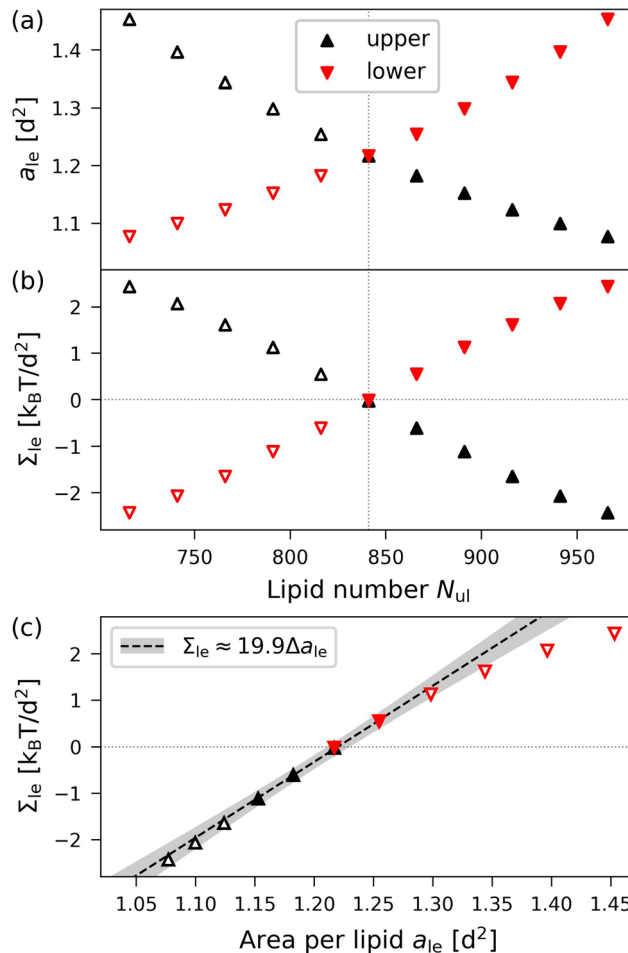 (a)
1.4
1.3
1.2
1.1
a_le [d²]
upper
lower
(b)
2
1
0
−1
−2
Σ_le [k_BT/d²]
750
800
850
900
950
Lipid number N_ul
(c)
2
1
0
−1
−2
Σ_le [k_BT/d²]
Σ_le ≈ 19.9Δa_le
1.05 1.10 1.15 1.20 1.25 1.30 1.35 1.40 1.45
Area per lipid a_le [d²]